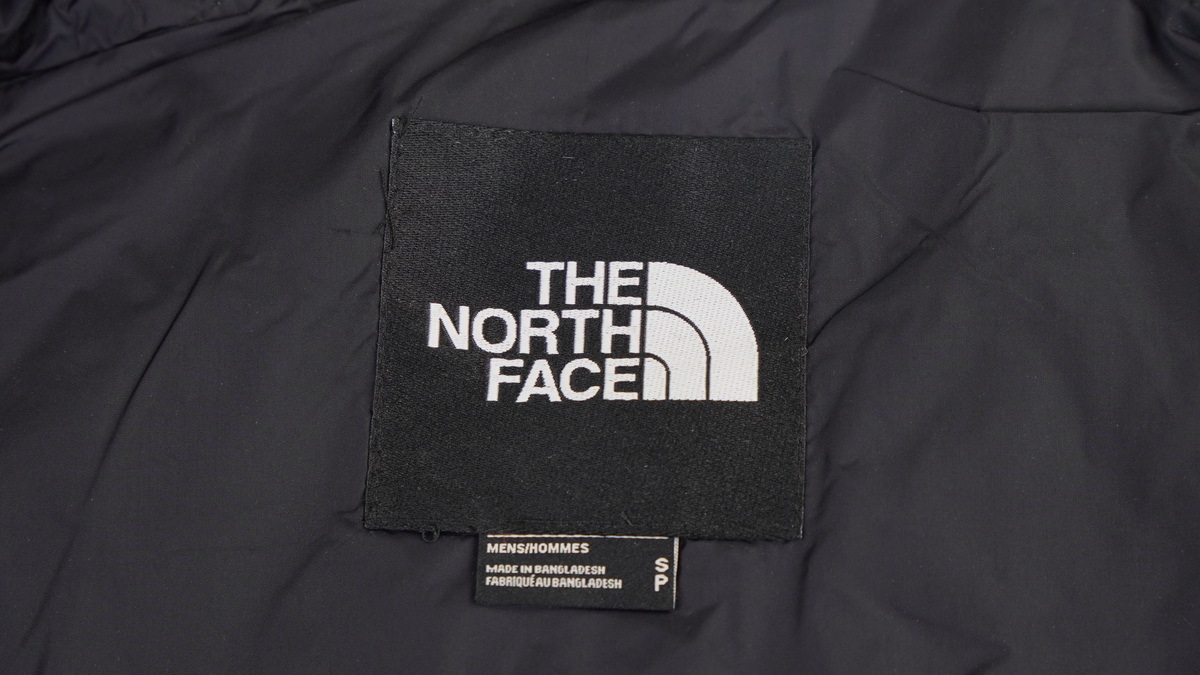 THE
NORTH
FACE
MENS/HOMMES
MADE IN BANGLADESH
FABRIQUÉ AU BANGLADESH
S
P